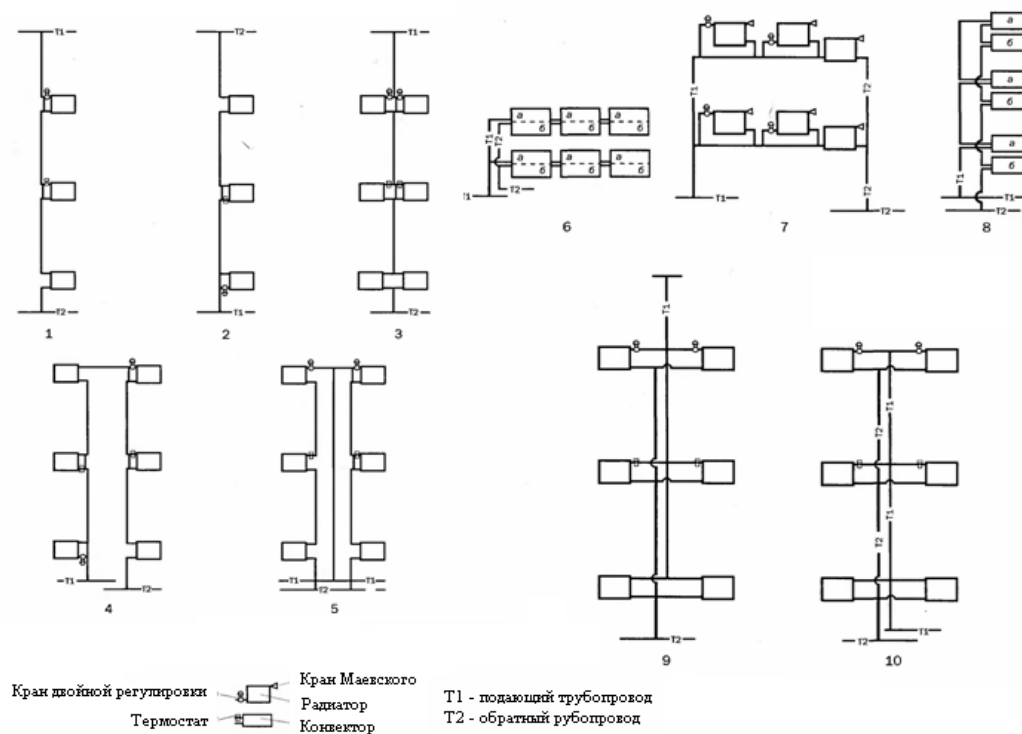 T1
T2
1
T2
T1
2
T1
T2
3
а а а
б б б
T1
T2
а а а
б б б
T1
T2
6
T1
T2
T2
T1
T2
7
а
б
а
б
а
б
T1
T1
T2
8
T1
T2
4
T1 T1
T2
5
T1
T1
T2
9
T1
T2
T1
T2
T1
T2
10
Кран двойной регулировки
Кран Маевского
Радиатор
Термостат
Конвектор
T1 - подающий трубопровод
T2 - обратный рубопровод